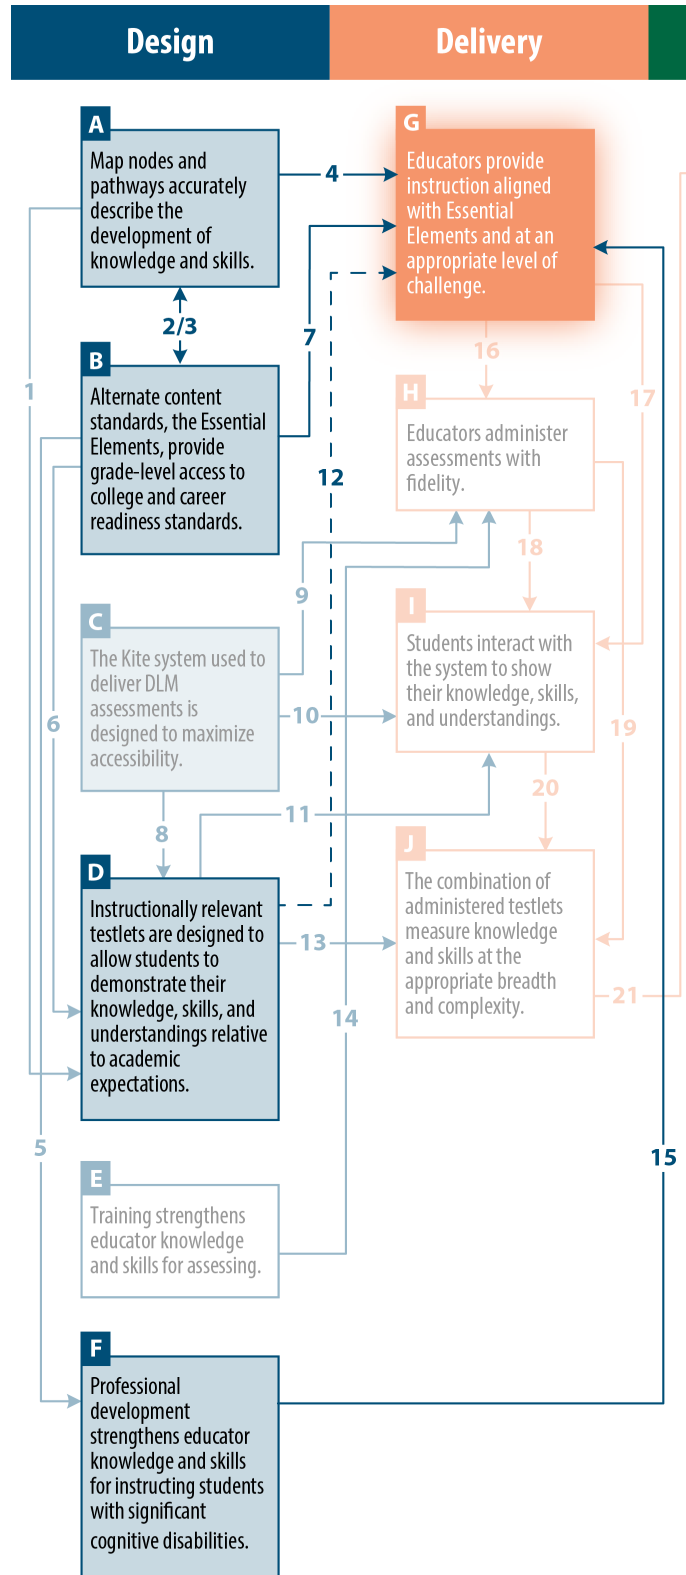 Design
Delivery
A
Map nodes and
pathways accurately
describe the
development of
knowledge and skills.
4
G
Educators provide
instruction aligned
with Essential
Elements and at an
appropriate level of
challenge.
2/3
7
16
1
17
B
Alternate content
standards, the Essential
Elements, provide
grade-level access to
college and career
readiness standards.
12
H
Educators administer
assessments with
fidelity.
18
9
C
The Kite system used to
deliver DLM
assessments is
designed to maximize
accessibility.
10
I
Students interact with
the system to show
their knowledge, skills,
and understandings.
6
19
20
8
11
D
Instructionally relevant
testlets are designed to
allow students to
demonstrate their
knowledge, skills, and
understandings relative
to academic
expectations.
13
J
The combination of
administered testlets
measure knowledge
and skills at the
appropriate breadth
and complexity.
21
14
5
15
E
Training strengthens
educator knowledge
and skills for assessing.
F
Professional
development
strengthens educator
knowledge and skills
for instructing students
with significant
cognitive disabilities.